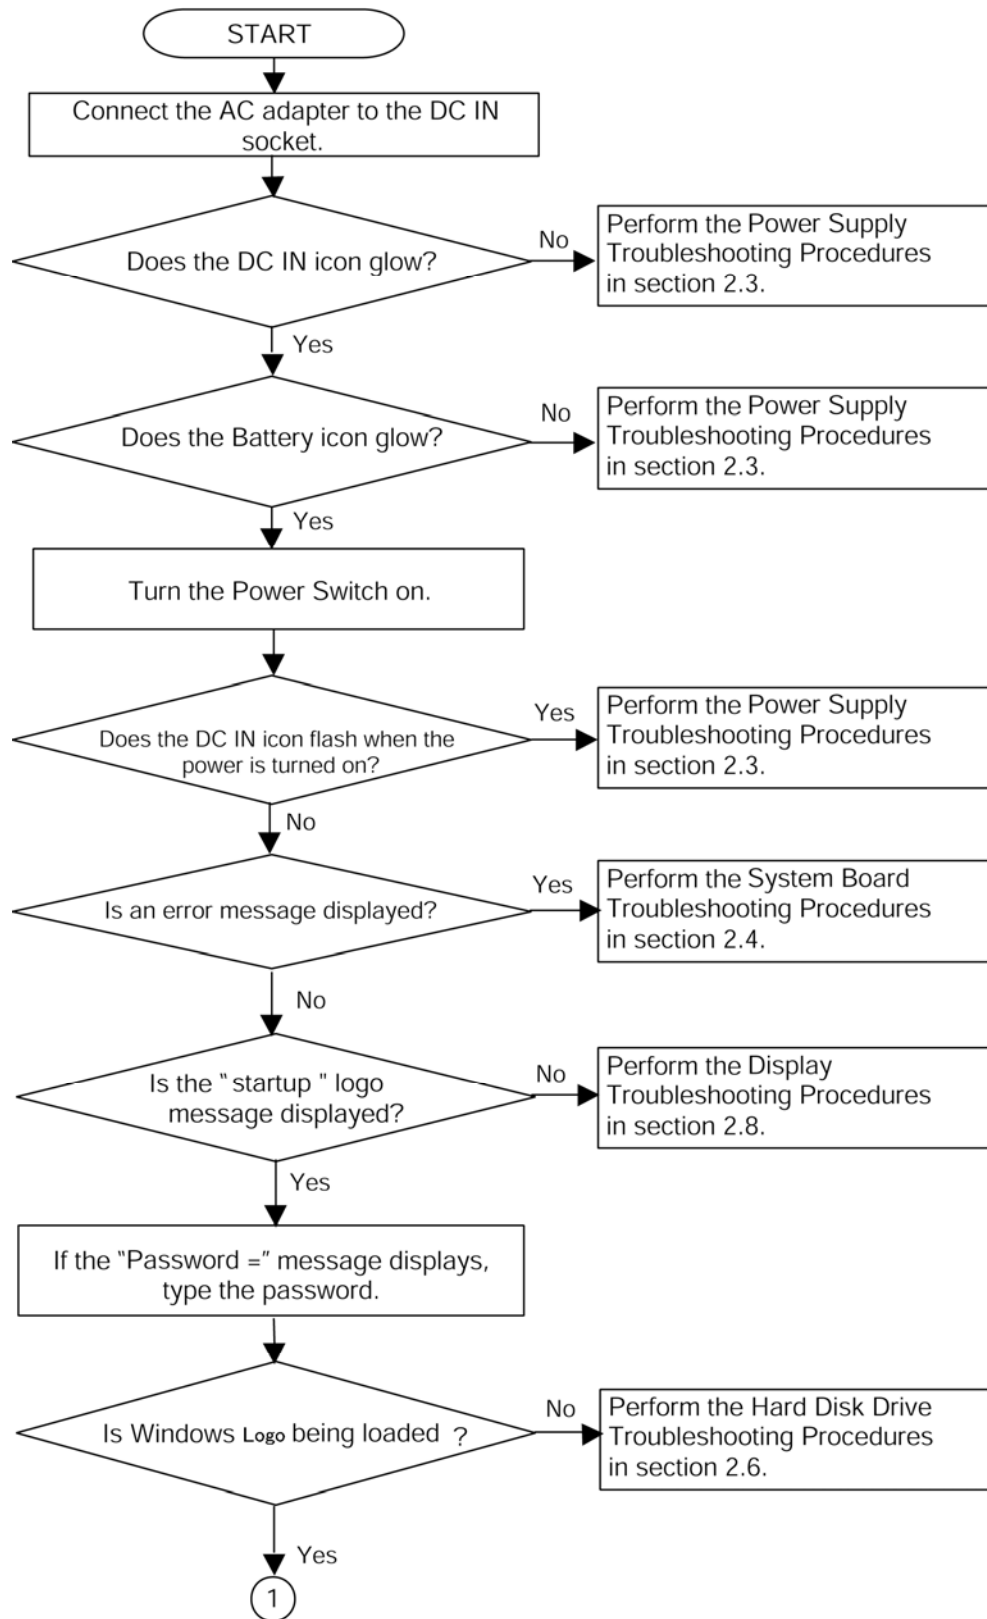 START
Connect the AC adapter to the DC IN
socket.
Does the DC IN icon glow?
No
Perform the Power Supply
Troubleshooting Procedures
in section 2.3.
Yes
Does the Battery icon glow?
No
Perform the Power Supply
Troubleshooting Procedures
in section 2.3.
Yes
Turn the Power Switch on.
Does the DC IN icon flash when the
power is turned on?
Yes
Perform the Power Supply
Troubleshooting Procedures
in section 2.3.
No
Is an error message displayed?
Yes
Perform the System Board
Troubleshooting Procedures
in section 2.4.
No
Is the "startup " logo
message displayed?
No
Perform the Display
Troubleshooting Procedures
in section 2.8.
Yes
If the "Password =" message displays,
type the password.
Is Windows Logo being loaded ?
No
Perform the Hard Disk Drive
Troubleshooting Procedures
in section 2.6.
Yes
1